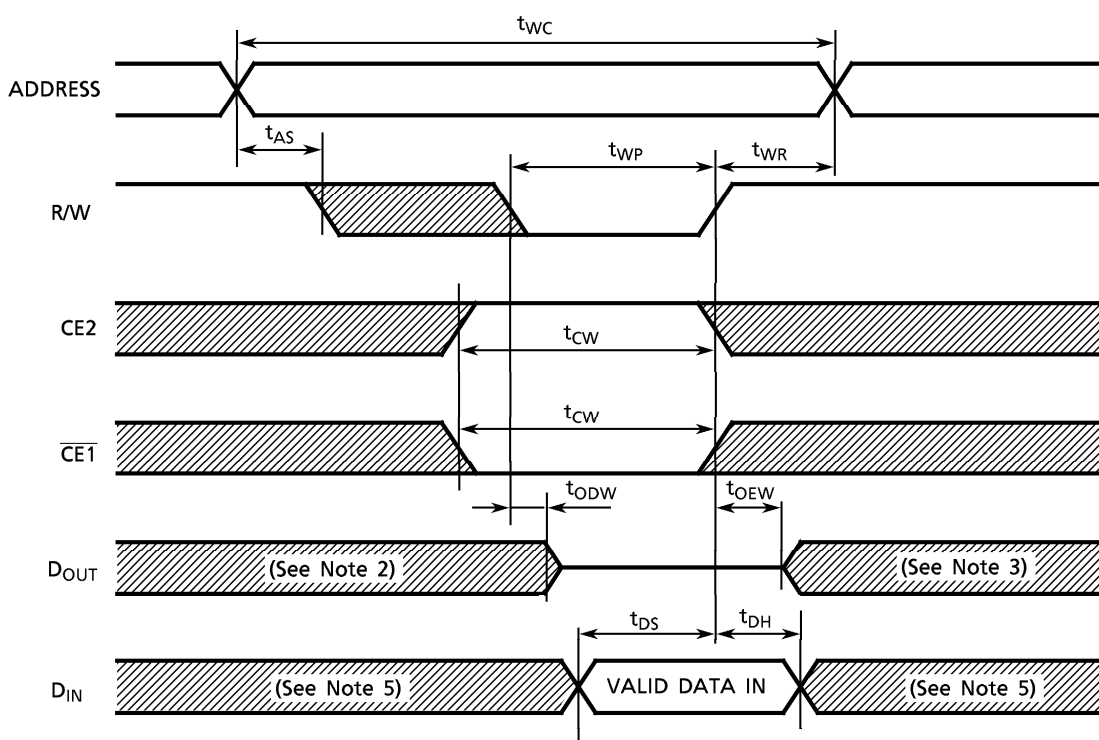 tWC
ADDRESS
tAS
tWP
tWR
R/W
CE2
tCW
tCW
CE1
tODW
tOEW
DOUT
(See Note 2)
(See Note 3)
tDS
tDH
DIN
(See Note 5)
VALID DATA IN
(See Note 5)